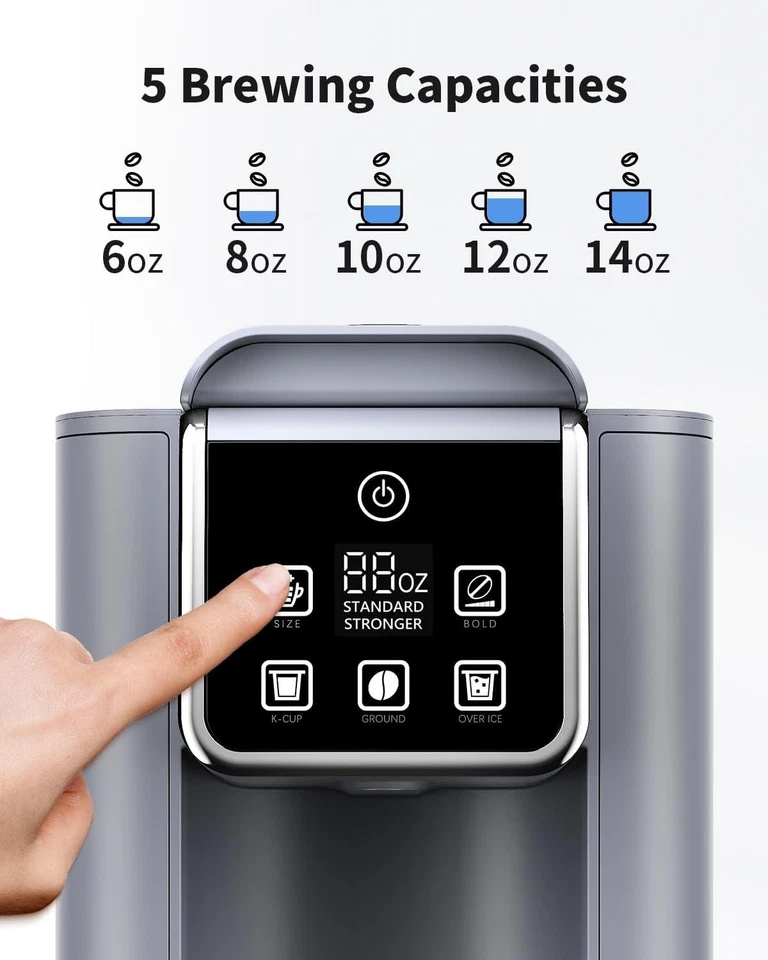 5 Brewing Capacities
6oz 8oz 10oz 12oz 14oz
88oz
STANDARD
STRONGER
SIZE BOLD
K-CUP GROUND OVER ICE